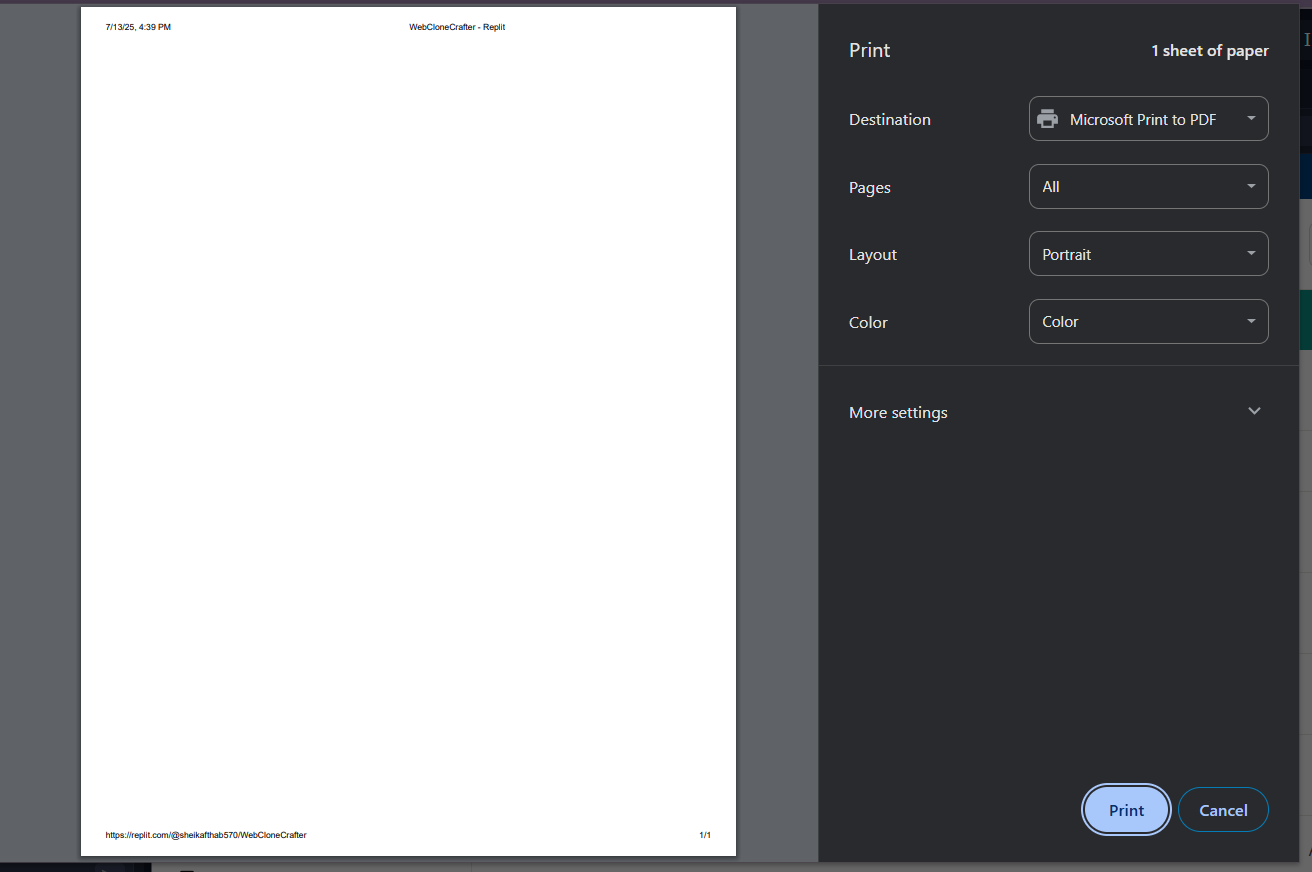 7/13/25, 4:39 PM
WebCloneCrafter - Replit
https://replit.com/@sheikafthab570/WebCloneCrafter
1/1
Print
1 sheet of paper
Destination
Microsoft Print to PDF
Pages
All
Layout
Portrait
Color
Color
More settings
Print
Cancel